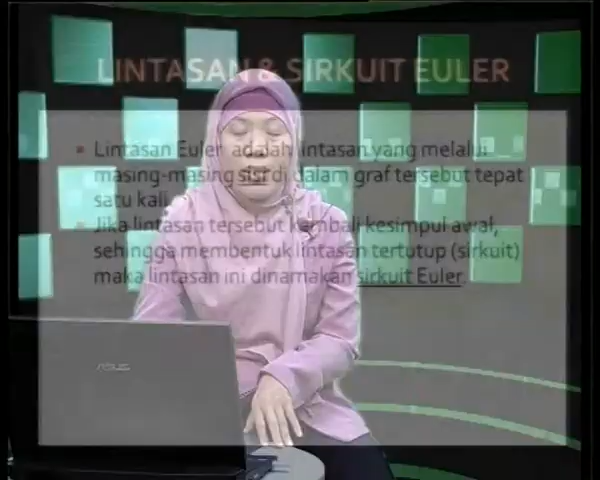 LINTASAN & SIRKUIT EULER
Lintasan Euler adalah lintasan yang melalui
masing-masing sisi di dalam graf tersebut tepat
satu kali.
Jika lintasan tersebut kembali kesimpul awal,
sehingga membentuk lintasan tertutup (sirkuit)
maka lintasan ini dinamakan sirkuit Euler.
ASUS